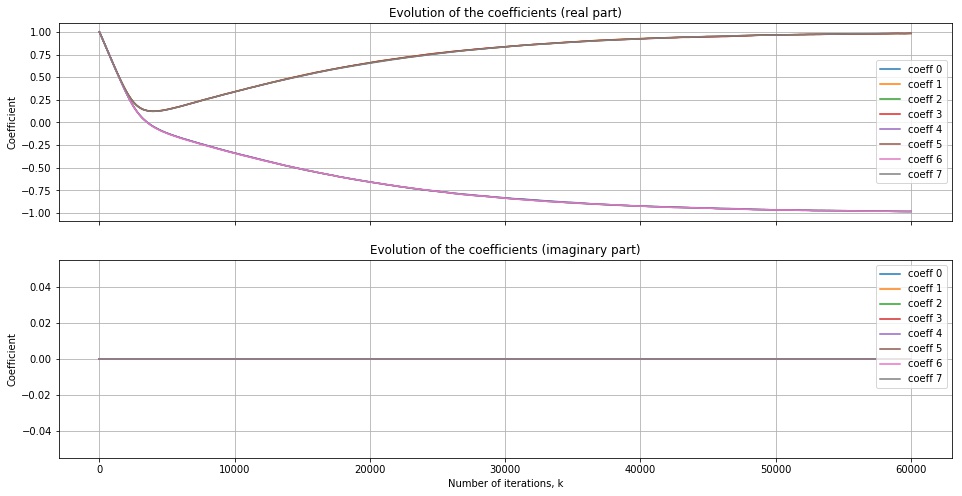 Evolution of the coefficients (real part)
1.00
0.75
0.50
0.25
0.00
−0.25
−0.50
−0.75
−1.00
Coefficient
coeff 0
coeff 1
coeff 2
coeff 3
coeff 4
coeff 5
coeff 6
coeff 7
Evolution of the coefficients (imaginary part)
0.04
0.02
0.00
−0.02
−0.04
Coefficient
coeff 0
coeff 1
coeff 2
coeff 3
coeff 4
coeff 5
coeff 6
coeff 7
0 10000 20000 30000 40000 50000 60000
Number of iterations, k